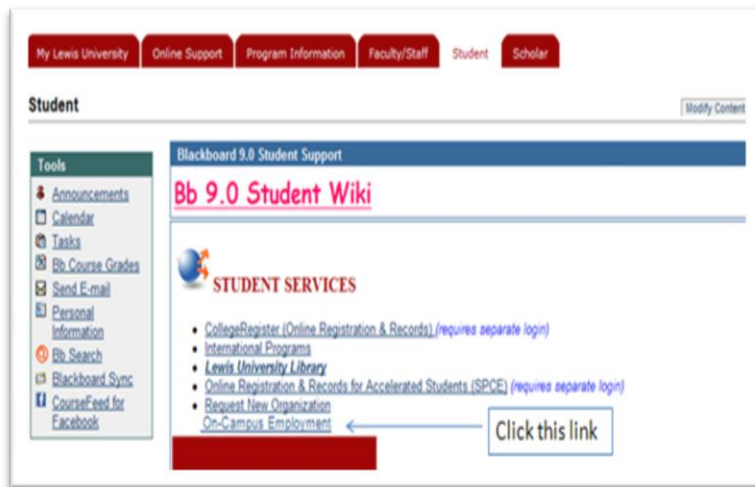 My Lewis University Online Support Program Information Faculty/Staff Student Scholar
Student
Modify Content
Tools
Announcements
Calendar
Tasks
Bb Course Grades
Send E-mail
Personal
Information
Bb Search
Blackboard Sync
CourseFeed for
Facebook
Blackboard 9.0 Student Support
Bb 9.0 Student Wiki
STUDENT SERVICES
CollegeRegister (Online Registration & Records) (requires separate login)
International Programs
Lewis University Library
Online Registration & Records for Accelerated Students (SPCE) (requires separate login)
Request New Organization
On-Campus Employment
Click this link